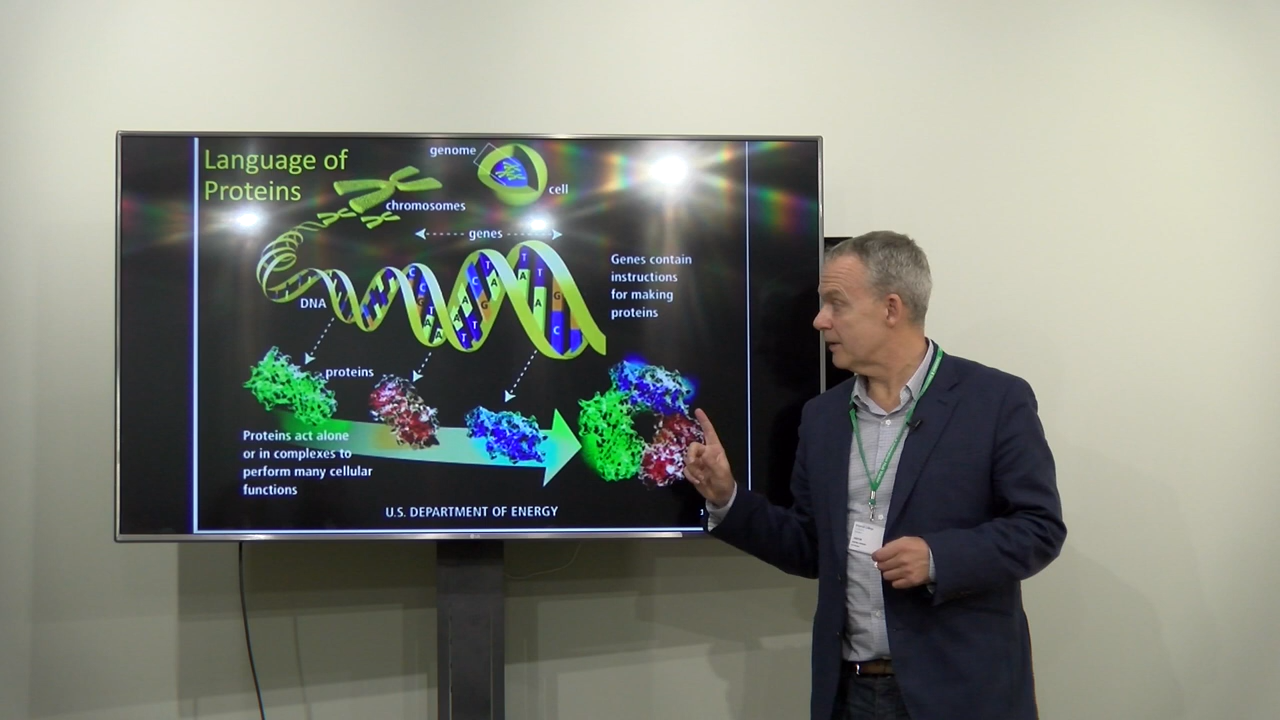 Language of
Proteins
genome
cell
chromosomes
genes
Genes contain
instructions
for making
proteins
DNA
proteins
Proteins act alone
or in complexes to
perform many cellular
functions
U.S. DEPARTMENT OF ENERGY